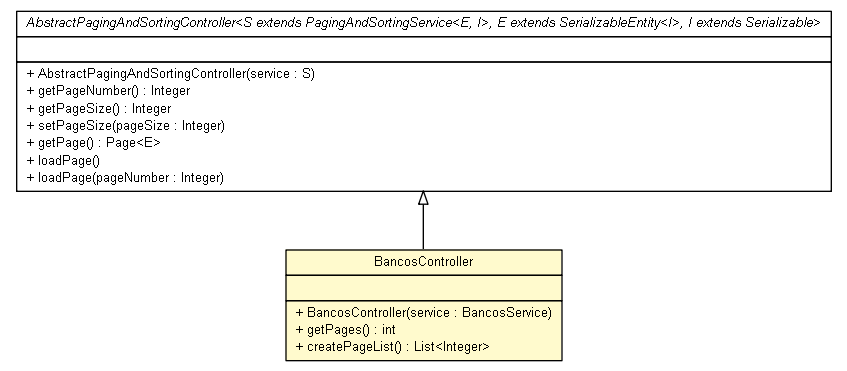 AbstractPagingAndSortingController<S extends PagingAndSortingService<E, I>, E extends SerializableEntity<I>, I extends Serializable>
+ AbstractPagingAndSortingController(service : S)
+ getPageNumber() : Integer
+ getPageSize() : Integer
+ setPageSize(pageSize : Integer)
+ getPage() : Page<E>
+ loadPage()
+ loadPage(pageNumber : Integer)
BancosController
+ BancosController(service : BancosService)
+ getPages() : int
+ createPageList() : List<Integer>